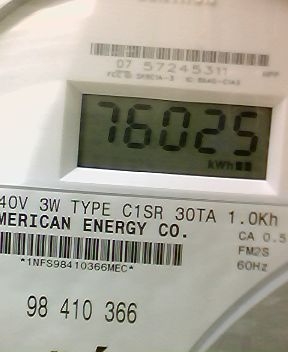 07 57245311
76025
kWh
40V 3W TYPE C1SR 30TA 1.0Kh
MERICAN ENERGY CO.
CA 0.5
FM2S
*1NFS98410366MEC*
60Hz
98 410 366